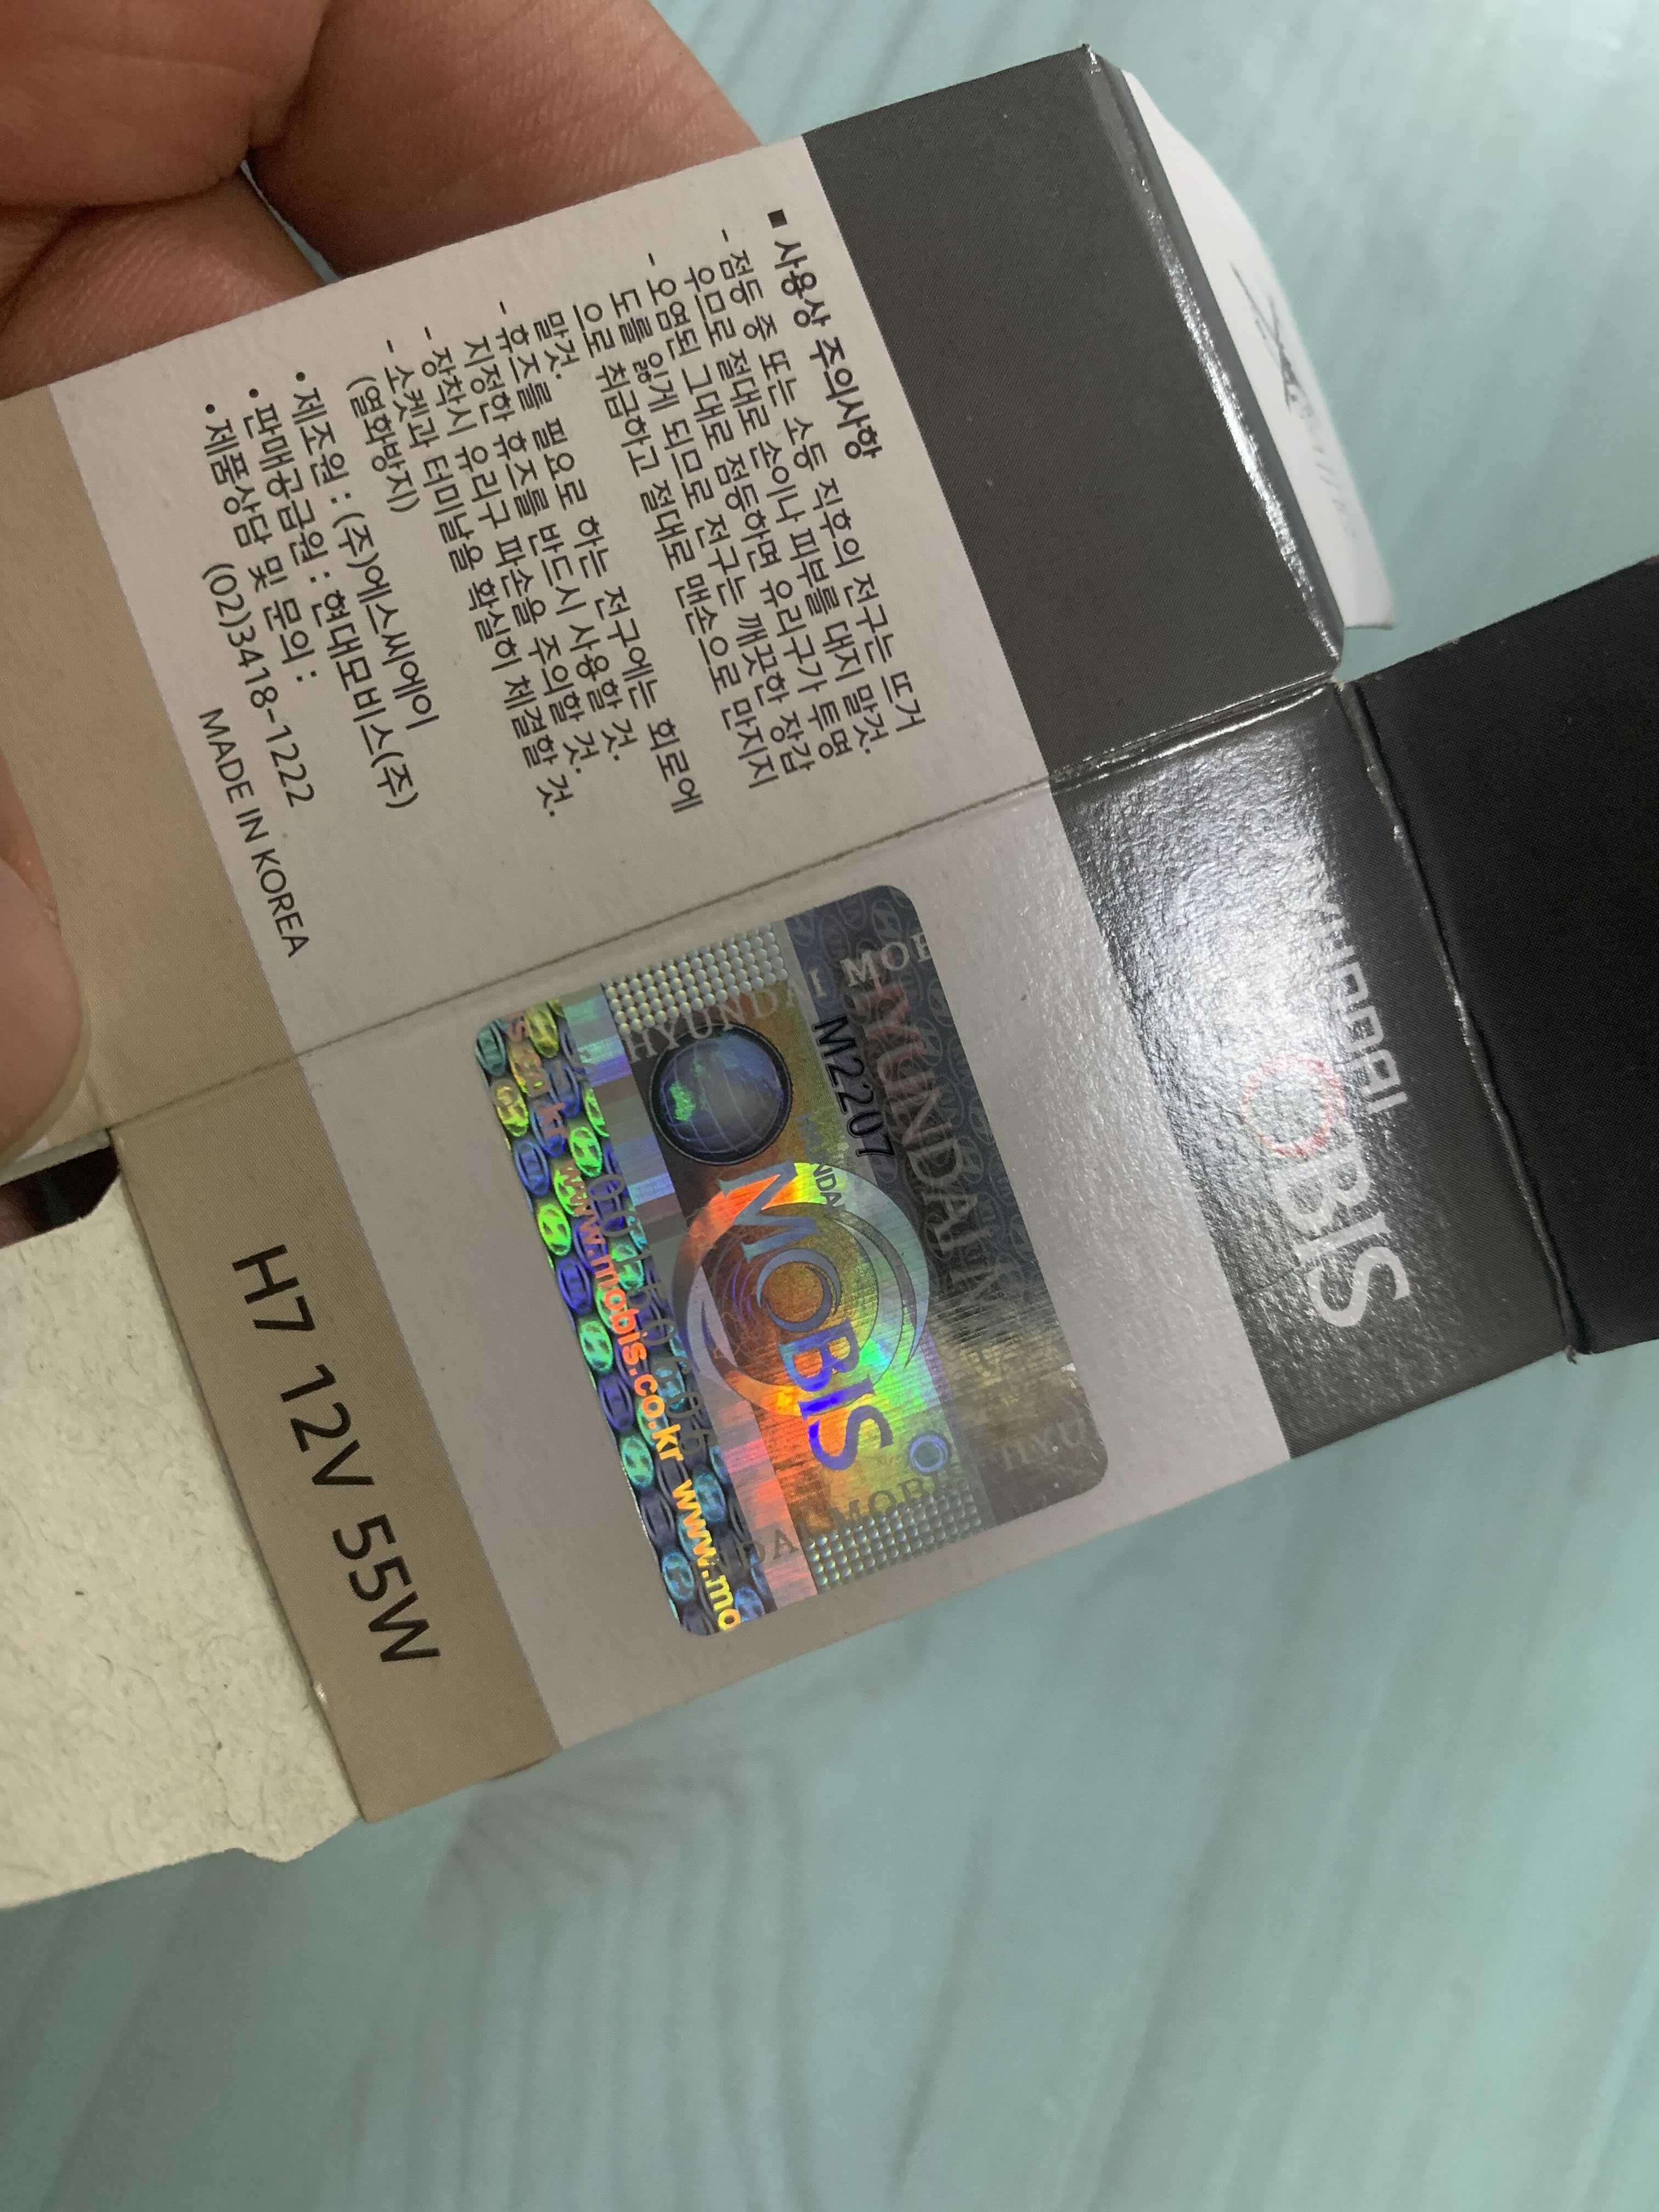 ■ 사용상 주의사항
- 점등 중 또는 소등 직후의 전구는 뜨거
우므로 절대로 손이나 피부를 대지 말것.
- 오염된 그대로 점등하면 유리구가 투명
도를 잃게 되므로 전구는 깨끗한 장갑
으로 취급하고 절대로 맨손으로 만지지
말것.
- 휴즈를 필요로 하는 전구에는 회로에
지정한 휴즈를 반드시 사용할 것.
- 장착시 유리구 파손을 주의할 것.
- 소켓과 터미날을 확실히 체결할 것.
(열화방지)
• 제조원 : (주)에스씨에이
• 판매공급원 : 현대모비스(주)
• 제품상담 및 문의 :
(02)3418-1222
MADE IN KOREA
HYUNDAI
MOBIS
HYUNDAI MOB
HYUNDAI
M2207
MOBIS
www.mobis.co.kr www.mo
H7 12V 55W